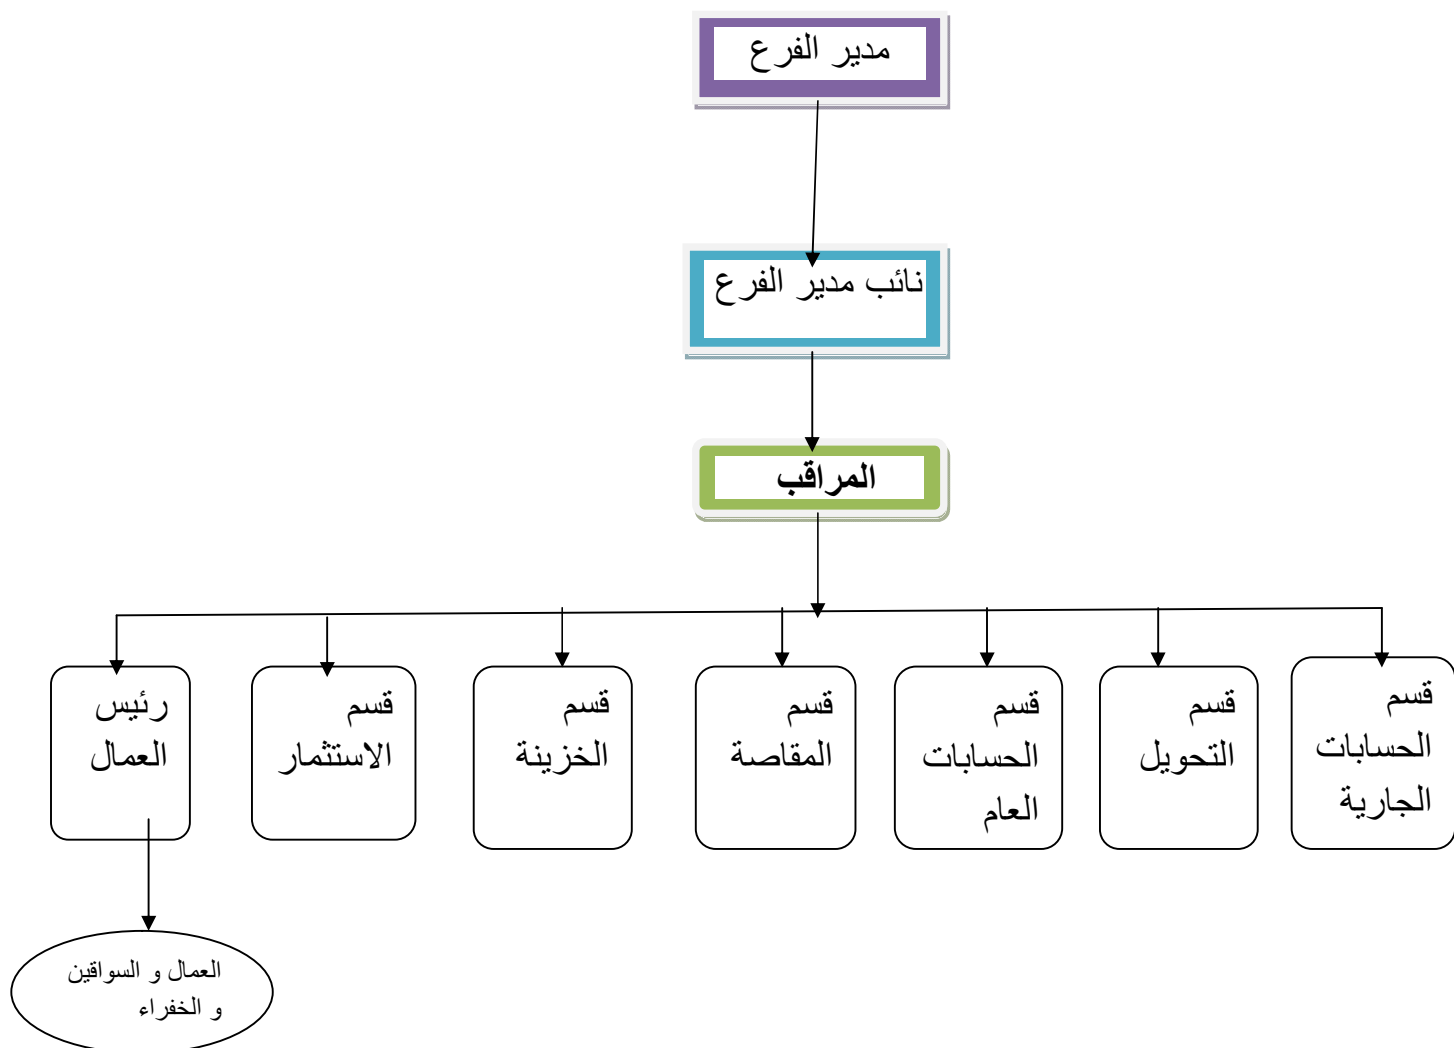 مدير الفرع
نائب مدير الفرع
المراقب
قسم
الحسابات
الجارية
قسم
التحويل
قسم
الحسابات
العام
قسم
المقاصة
قسم
الخزينة
قسم
الاستثمار
رئيس
العمال
العمال و السواقين
و الخفراء